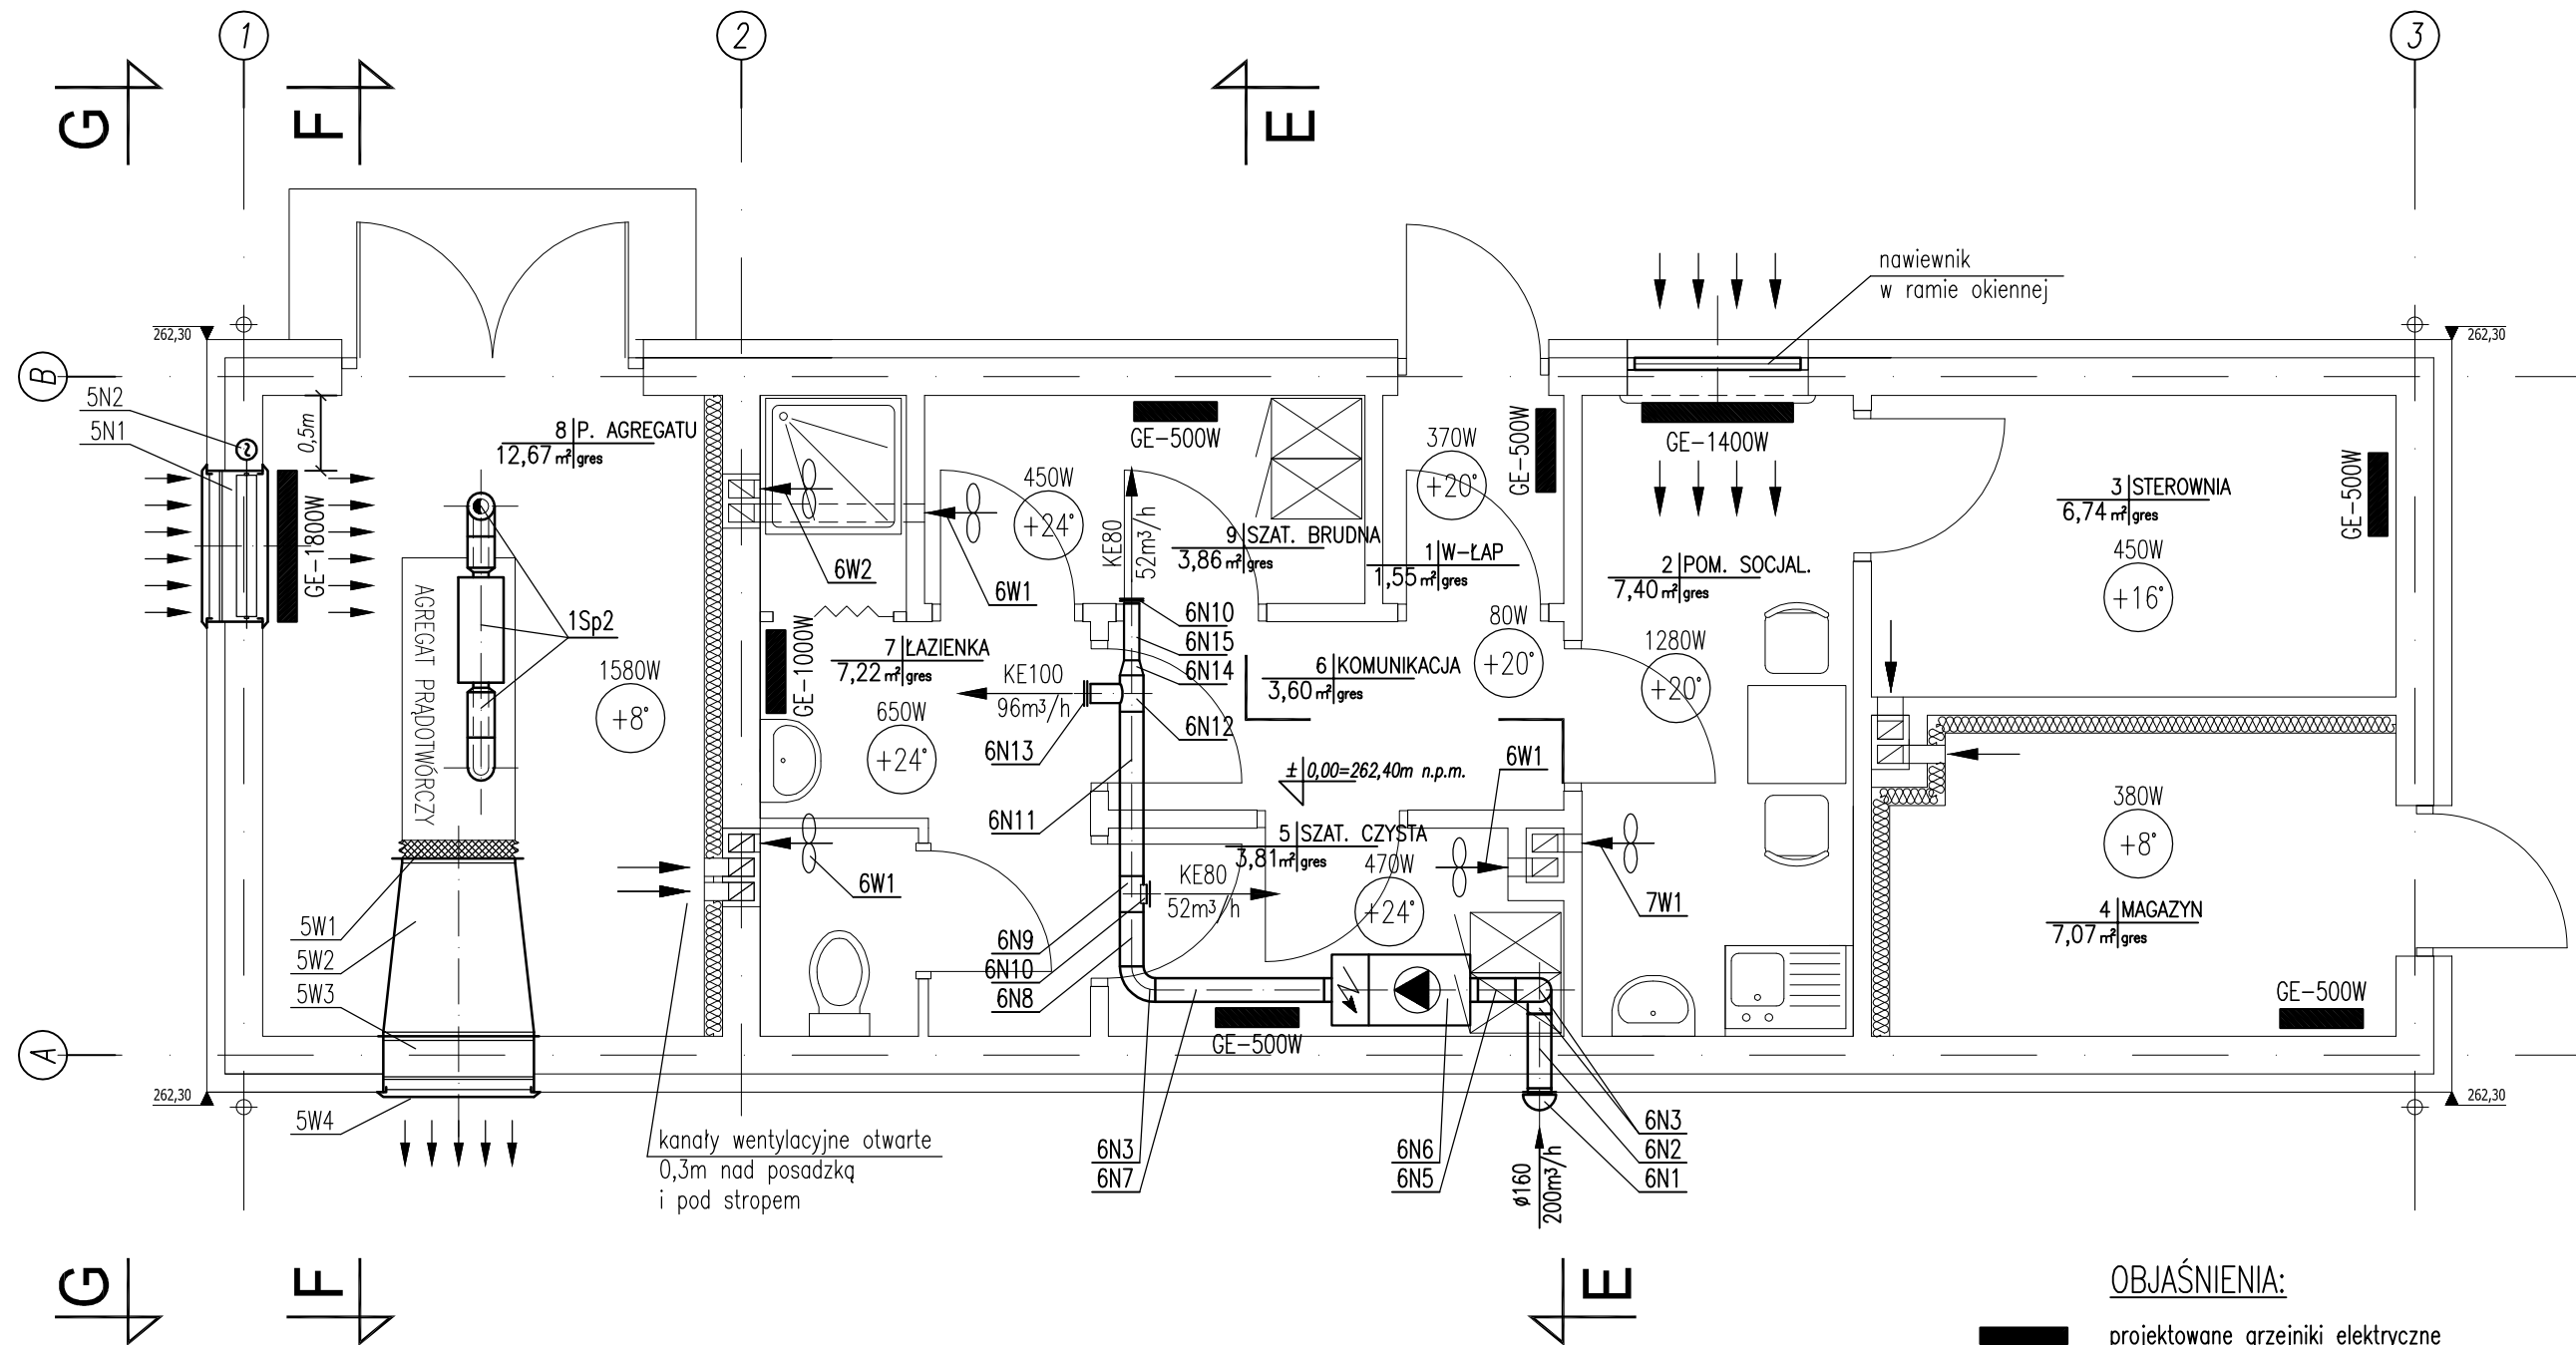 1
2
3
G
F
E
nawiewnik
w ramie okiennej
262,30
262,30
B
5N2
5N1
0,5m
8 P. AGREGATU
12,67 m² gres
GE-500W
370W
+20°
GE-500W
GE-1400W
3 STEROWNIA
6,74 m² gres
450W
+16°
GE-500W
450W
+24°
KE80
52m³/h
9 SZAT. BRUDNA
3,86 m² gres
1 W-ŁAP
1,55 m² gres
2 POM. SOCJAL.
7,40 m² gres
GE-1800W
6W2
6W1
AGREGAT PRĄDOTWÓRCZY
1Sp2
1580W
+8°
GE-1000W
7 ŁAZIENKA
7,22 m² gres
KE100
96m³/h
650W
+24°
6N10
6N15
6N14
6N12
6N13
6 KOMUNIKACJA
3,60 m² gres
80W
+20°
1280W
+20°
±0,00=262,40m n.p.m.
6W1
6N11
5 SZAT. CZYSTA
3,81 m² gres
470W
+24°
KE80
52m³/h
380W
+8°
4 MAGAZYN
7,07 m² gres
6W1
7W1
5W1
5W2
5W3
6N9
6N10
6N8
GE-500W
GE-500W
A
262,30
262,30
5W4
kanały wentylacyjne otwarte
0,3m nad posadzką
i pod stropem
6N3
6N7
6N6
6N5
ø160
200m³/h
6N3
6N2
6N1
G
F
E
OBJAŚNIENIA:
projektowane grzejniki elektryczne